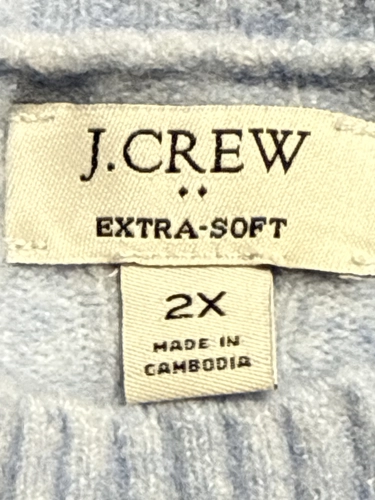 J.CREW
EXTRA-SOFT
2X
MADE IN
CAMBODIA